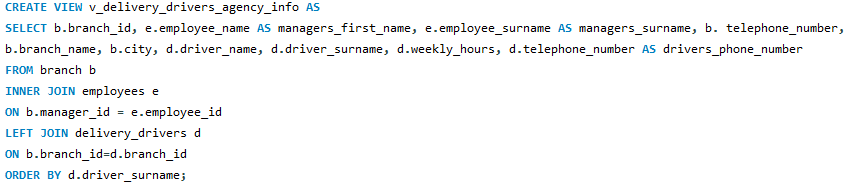 CREATE VIEW v_delivery_drivers_agency_info AS
SELECT b.branch_id, e.employee_name AS managers_first_name, e.employee_surname AS managers_surname, b. telephone_number,
b.branch_name, b.city, d.driver_name, d.driver_surname, d.weekly_hours, d.telephone_number AS drivers_phone_number
FROM branch b
INNER JOIN employees e
ON b.manager_id = e.employee_id
LEFT JOIN delivery_drivers d
ON b.branch_id=d.branch_id
ORDER BY d.driver_surname;